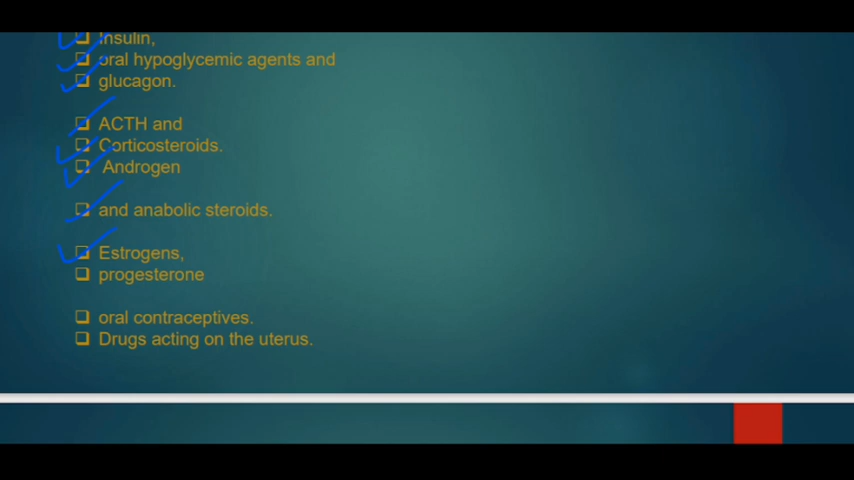 Insulin,
oral hypoglycemic agents and
glucagon.
ACTH and
Corticosteroids.
Androgen
and anabolic steroids.
Estrogens,
progesterone
oral contraceptives.
Drugs acting on the uterus.